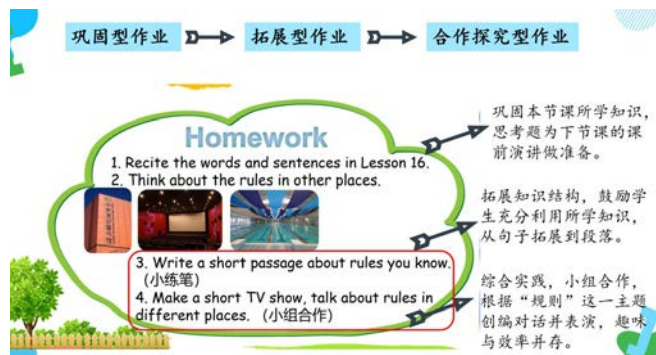 巩固型作业
拓展型作业
合作探究型作业
Homework
1. Recite the words and sentences in Lesson 16.
2. Think about the rules in other places.
3. Write a short passage about rules you know.
（小练笔）
4. Make a short TV show, talk about rules in
different places. （小组合作）
巩固本节课所学知识，
思考题为下节课的课
前演讲做准备。
拓展知识结构，鼓励学
生充分利用所学知识，
从句子拓展到段落。
综合实践，小组合作，
根据“规则”这一主题
创编对话并表演，趣味
与效率并存。